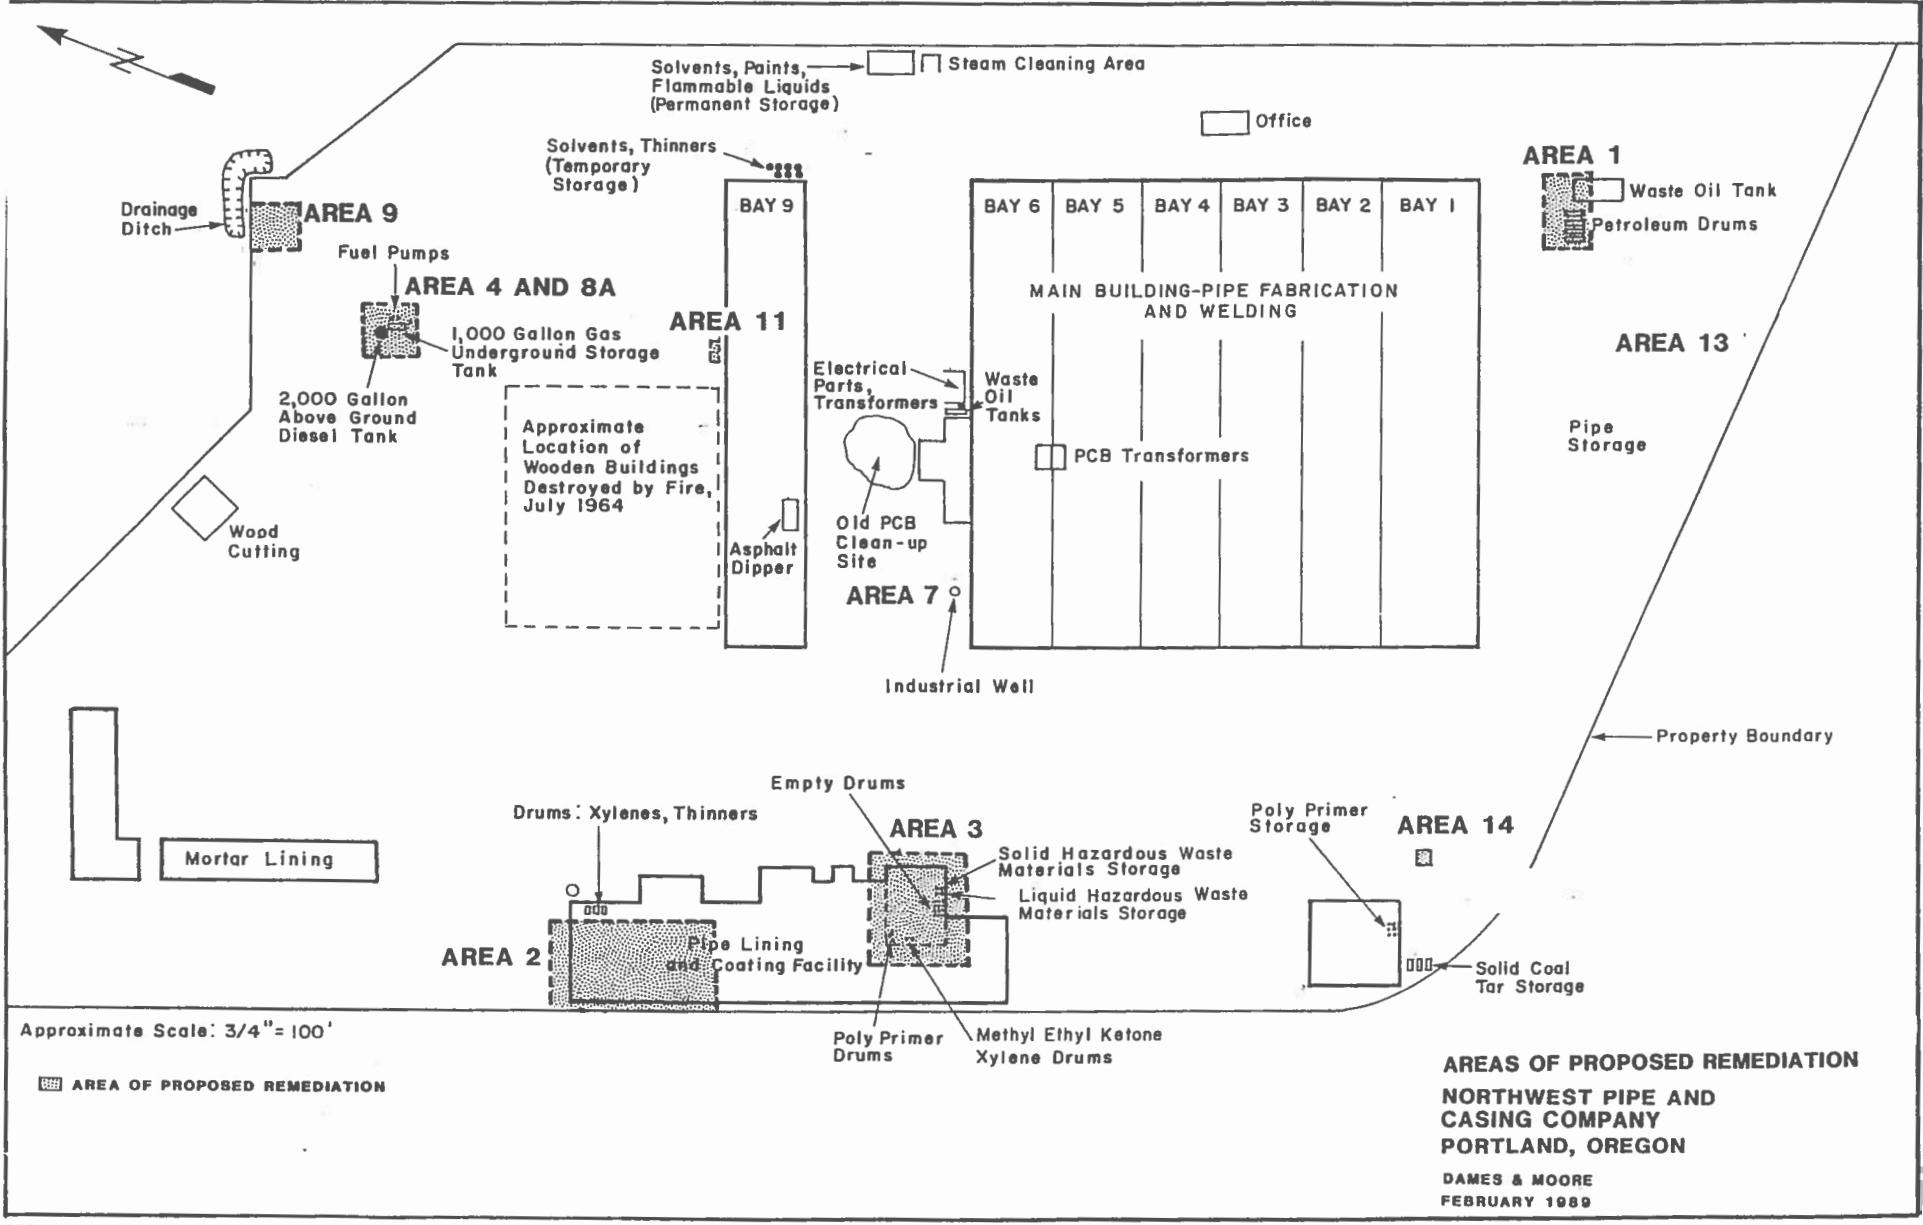 N
Solvents, Paints,
Flammable Liquids
(Permanent Storage)
Steam Cleaning Area
Office
Solvents, Thinners
(Temporary
Storage)
AREA 1
Waste Oil Tank
Petroleum Drums
Drainage
Ditch
AREA 9
Fuel Pumps
AREA 4 AND 8A
1,000 Gallon Gas
Underground Storage
Tank
2,000 Gallon
Above Ground
Diesel Tank
BAY 9
BAY 6
BAY 5
BAY 4
BAY 3
BAY 2
BAY 1
MAIN BUILDING-PIPE FABRICATION
AND WELDING
AREA 11
AREA 13
Electrical
Parts,
Transformers
Waste
Oil
Tanks
Approximate
Location of
Wooden Buildings
Destroyed by Fire,
July 1964
PCB Transformers
Pipe
Storage
Wood
Cutting
Asphalt
Dipper
Old PCB
Clean-up
Site
AREA 7
Industrial Well
Property Boundary
Empty Drums
Drums: Xylenes, Thinners
AREA 3
Poly Primer
Storage
AREA 14
Mortar Lining
Solid Hazardous Waste
Materials Storage
Liquid Hazardous Waste
Materials Storage
AREA 2
Pipe Lining
and Coating Facility
Solid Coal
Tar Storage
Approximate Scale: 3/4"=100'
Poly Primer
Drums
Methyl Ethyl Ketone
Xylene Drums
AREA OF PROPOSED REMEDIATION
AREAS OF PROPOSED REMEDIATION
NORTHWEST PIPE AND
CASING COMPANY
PORTLAND, OREGON
DAMES & MOORE
FEBRUARY 1989